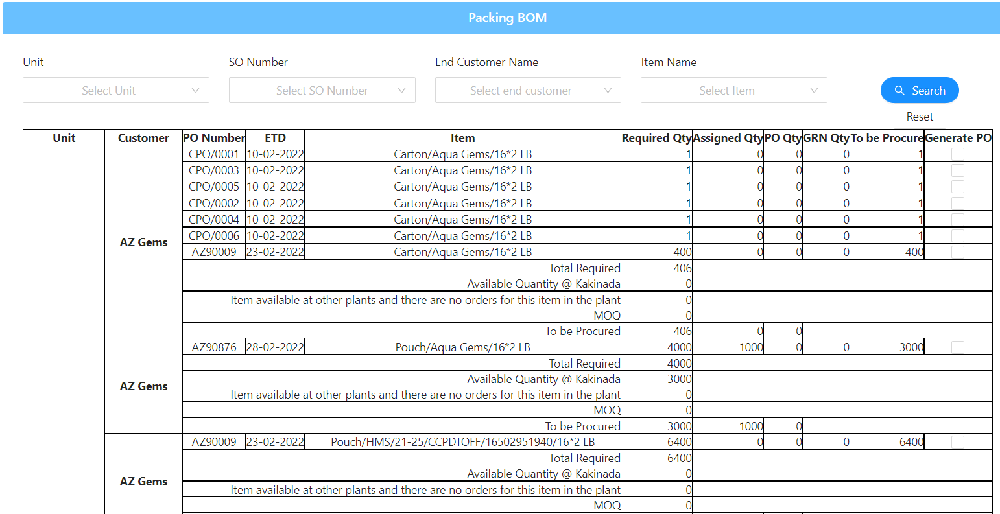 Packing BOM
Unit SO Number End Customer Name Item Name
Select Unit Select SO Number Select end customer Select Item Search
Reset
Unit Customer PO Number ETD Item Required Qty Assigned Qty PO Qty GRN Qty To be Procure Generate PO
CPO/0001 10-02-2022 Carton/Aqua Gems/16*2 LB 1 0 0 0 1
CPO/0003 10-02-2022 Carton/Aqua Gems/16*2 LB 1 0 0 0 1
CPO/0005 10-02-2022 Carton/Aqua Gems/16*2 LB 1 0 0 0 1
CPO/0002 10-02-2022 Carton/Aqua Gems/16*2 LB 1 0 0 0 1
CPO/0004 10-02-2022 Carton/Aqua Gems/16*2 LB 1 0 0 0 1
CPO/0006 10-02-2022 Carton/Aqua Gems/16*2 LB 1 0 0 0 1
AZ Gems
AZ90009 23-02-2022 Carton/Aqua Gems/16*2 LB 400 0 0 0 400
Total Required 406
Available Quantity @ Kakinada 0
Item available at other plants and there are no orders for this item in the plant 0
MOQ 0
To be Procured 406 0 0
AZ90876 28-02-2022 Pouch/Aqua Gems/16*2 LB 4000 1000 0 0 3000
Total Required 4000
Available Quantity @ Kakinada 3000
AZ Gems
Item available at other plants and there are no orders for this item in the plant 0
MOQ 0
To be Procured 3000 1000 0
AZ90009 23-02-2022 Pouch/HMS/21-25/CCPDTOFF/16502951940/16*2 LB 6400 0 0 0 6400
Total Required 6400
Available Quantity @ Kakinada 0
AZ Gems
Item available at other plants and there are no orders for this item in the plant 0
MOQ 0